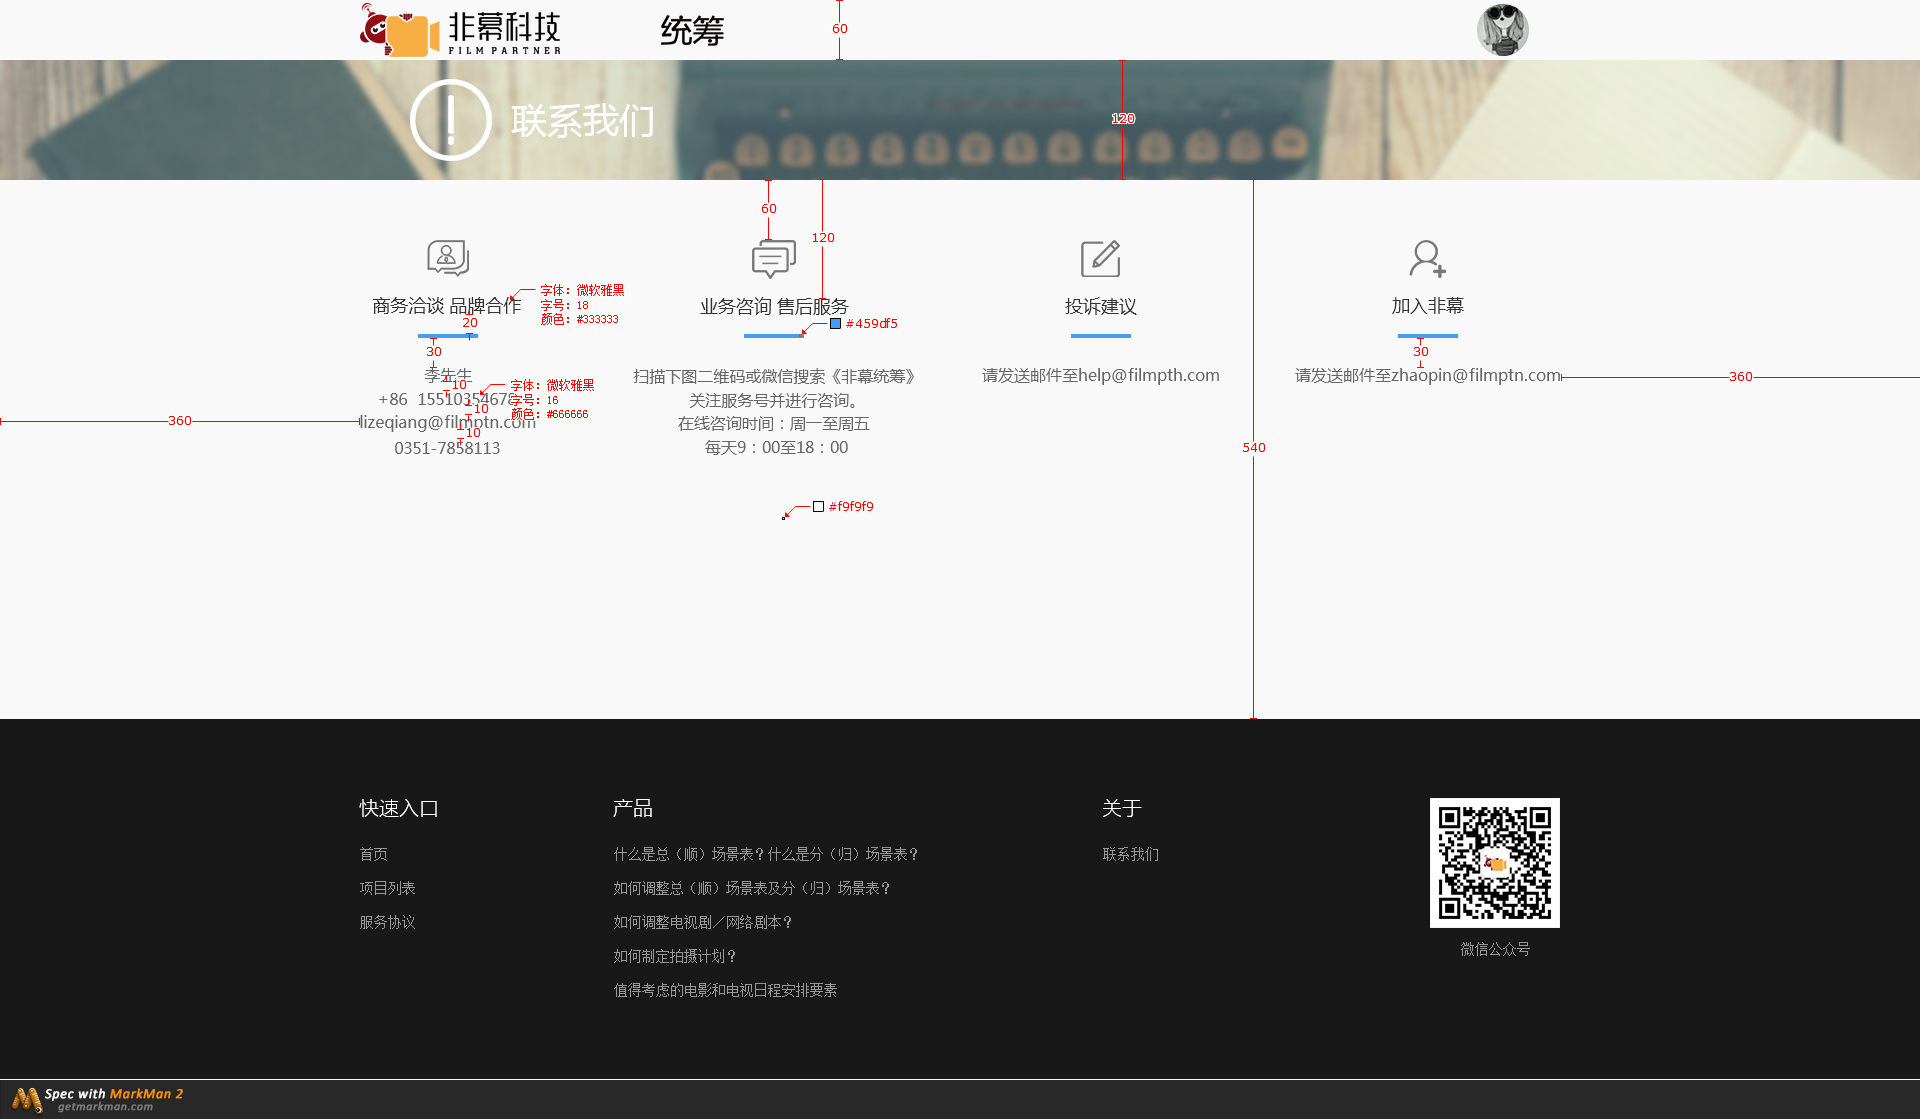 非幕科技
FILM PARTNER
统筹
60
联系我们
120
60
120
商务洽谈 品牌合作
字体：微软雅黑
字号：18
颜色：#333333
20
业务咨询 售后服务
#459df5
投诉建议
加入非幕
30
30
李先生
+86 15510354678
lizeqiang@filmptn.com
0351-7858113
10
10
10
字体：微软雅黑
字号：16
颜色：#666666
扫描下图二维码或微信搜索《非幕统筹》
关注服务号并进行咨询。
在线咨询时间：周一至周五
每天9：00至18：00
请发送邮件至help@filmpth.com
请发送邮件至zhaopin@filmptn.com
360
360
540
#f9f9f9
快速入口
首页
项目列表
服务协议
产品
什么是总（顺）场景表？什么是分（归）场景表？
如何调整总（顺）场景表及分（归）场景表？
如何调整电视剧／网络剧本？
如何制定拍摄计划？
值得考虑的电影和电视日程安排要素
关于
联系我们
微信公众号
Spec with MarkMan 2
getmarkman.com